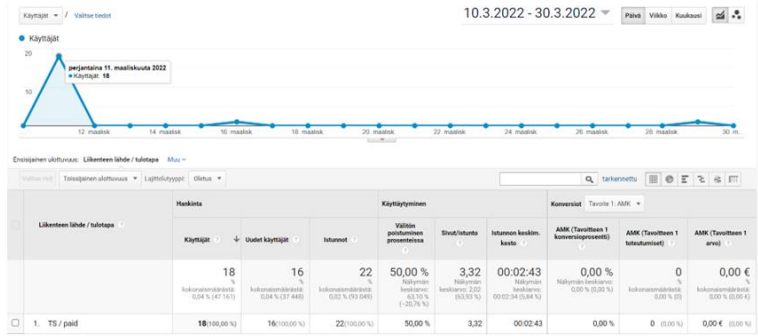 Käyttäjät / Valitse tiedot
10.3.2022 - 30.3.2022 Päivä Viikko Kuukausi
Käyttäjät
20
perjantaina 11. maaliskuuta 2022
Käyttäjät: 18
10
12. maalisk. 14. maalisk. 16. maalisk. 18. maalisk. 20. maalisk. 22. maalisk. 24. maalisk. 26. maalisk. 28. maalisk. 30. m...
Ensisijainen ulottuvuus: Liikenteen lähde / tulotapa Muu
Toissijainen ulottuvuus Lajittelutyyppi: Oletus tarkennettu
Liikenteen lähde / tulotapa
Hankinta Käyttäytyminen Konversiot Tavoite 1: AMK
Käyttäjät Uudet käyttäjät Istunnot Välitön poistuminen prosenteissa Sivut/istunto Istunnon keskim. kesto AMK (Tavoitteen 1 konversioprosentti) AMK (Tavoitteen 1 toteutumiset) AMK (Tavoitteen 1 arvo)
18 16 22 50,00 % 3,32 00:02:43 0,00 % 0 0,00 €
% kokonaismäärästä: 0,04 % (47 161)
% kokonaismäärästä: 0,04 % (37 448)
% kokonaismäärästä: 0,02 % (93 049)
Näkymän keskiarvo: 63,10 % (-20,76 %)
Näkymän keskiarvo: 2,02 (63,93 %)
Näkymän keskiarvo: 00:02:34 (5,84 %)
Näkymän keskiarvo: 0,00 % (0,00 %)
% kokonaismäärästä: 0,00 % (0)
% kokonaismäärästä: 0,00 % (0,00 €)
1. TS / paid 18(100,00 %) 16(100,00 %) 22(100,00 %) 50,00 % 3,32 00:02:43 0,00 % 0 (0,00 %) 0,00 € (0,00 %)